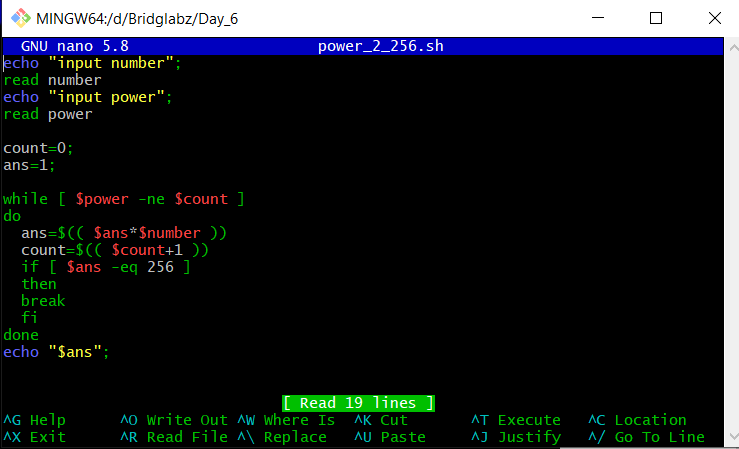 MINGW64:/d/Bridglabz/Day_6
GNU nano 5.8 power_2_256.sh
echo "input number";
read number
echo "input power";
read power
count=0;
ans=1;
while [ $power -ne $count ]
do
ans=$(( $ans*$number ))
count=$(( $count+1 ))
if [ $ans -eq 256 ]
then
break
fi
done
echo "$ans";
[ Read 19 lines ]
^G Help ^O Write Out ^W Where Is ^K Cut ^T Execute ^C Location
^X Exit ^R Read File ^\ Replace ^U Paste ^J Justify ^/ Go To Line